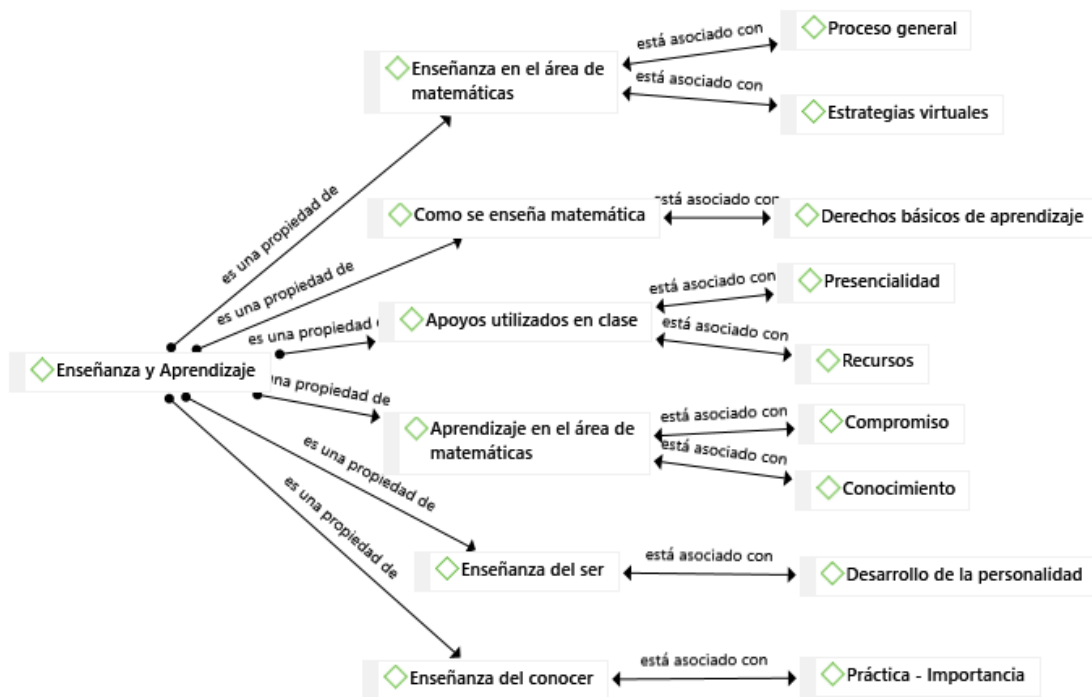 Proceso general
está asociado con
Enseñanza en el área de
matemáticas
está asociado con
Estrategias virtuales
es una propiedad de
Como se enseña matemática
está asociado con
Derechos básicos de aprendizaje
es una propiedad de
Presencialidad
está asociado con
Apoyos utilizados en clase
es una propiedad
está asociado con
Recursos
Enseñanza y Aprendizaje
propiedad de
Compromiso
está asociado con
Aprendizaje en el área de
matemáticas
está asociado con
Conocimiento
es una propiedad de
Enseñanza del ser
está asociado con
Desarrollo de la personalidad
es una propiedad de
Enseñanza del conocer
está asociado con
Práctica - Importancia